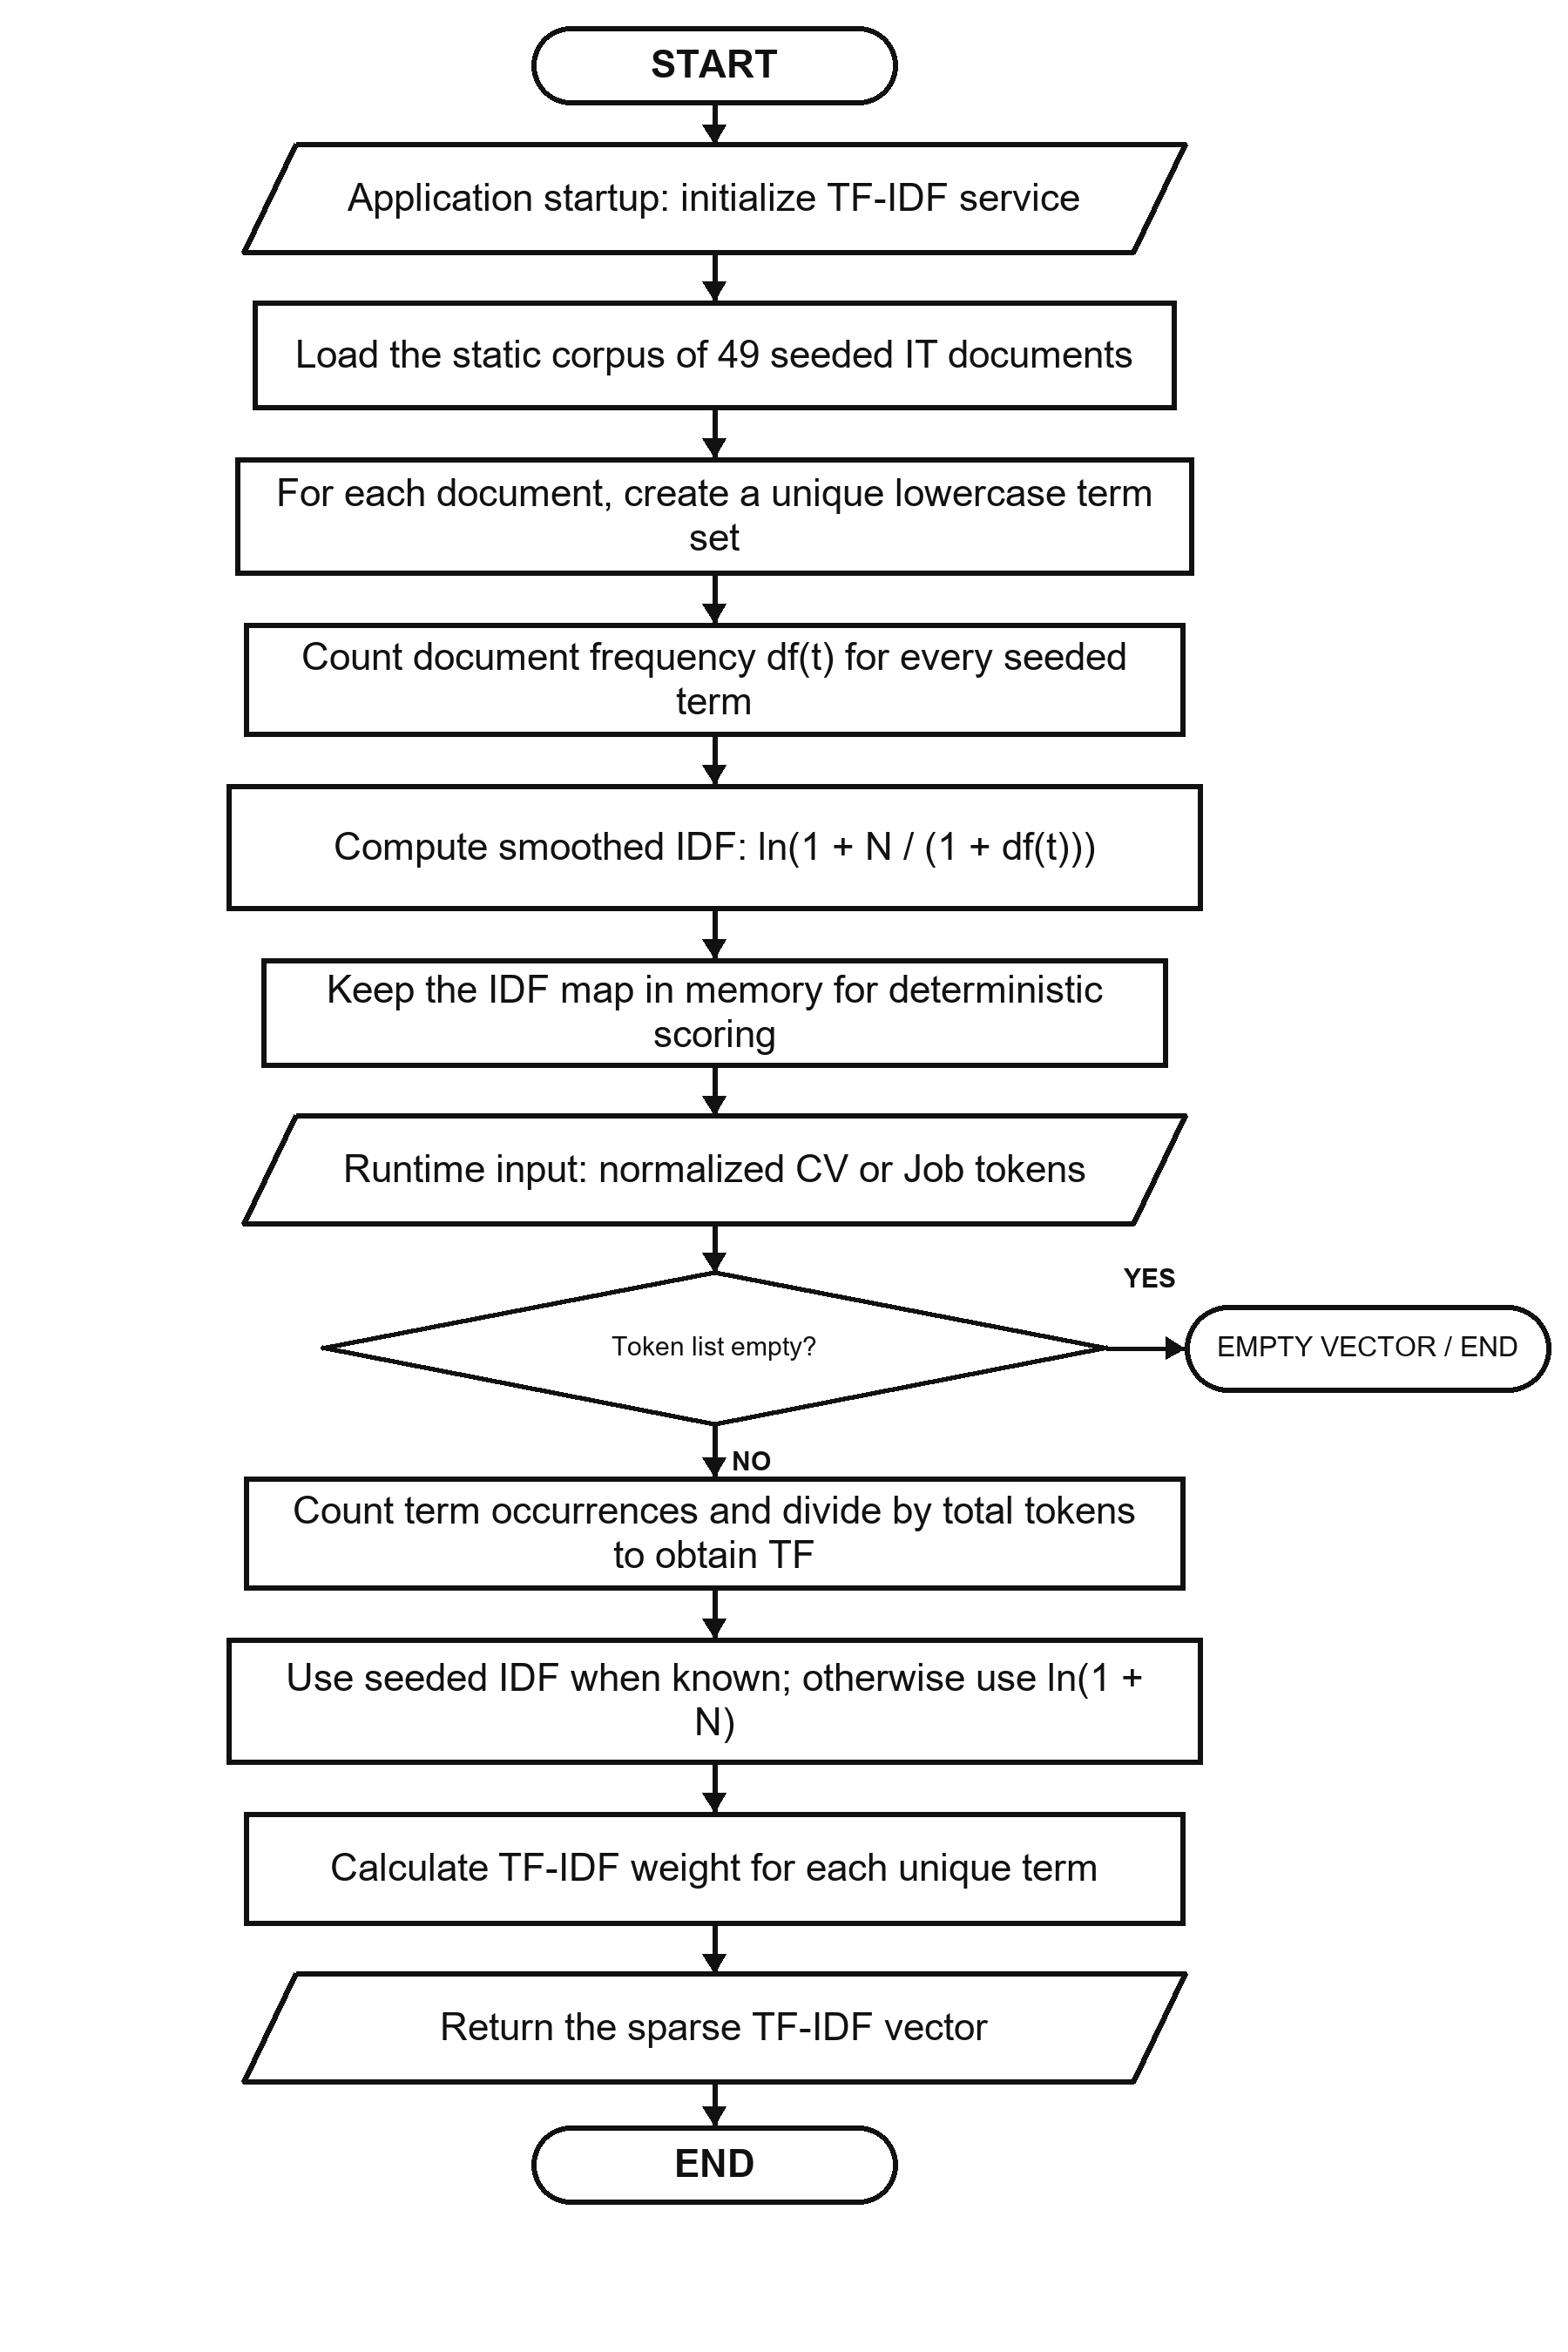 START
Application startup: initialize TF-IDF service
Load the static corpus of 49 seeded IT documents
For each document, create a unique lowercase term
set
Count document frequency df(t) for every seeded
term
Compute smoothed IDF: ln(1 + N / (1 + df(t)))
Keep the IDF map in memory for deterministic
scoring
Runtime input: normalized CV or Job tokens
Token list empty?
YES
EMPTY VECTOR / END
NO
Count term occurrences and divide by total tokens
to obtain TF
Use seeded IDF when known; otherwise use ln(1 +
N)
Calculate TF-IDF weight for each unique term
Return the sparse TF-IDF vector
END